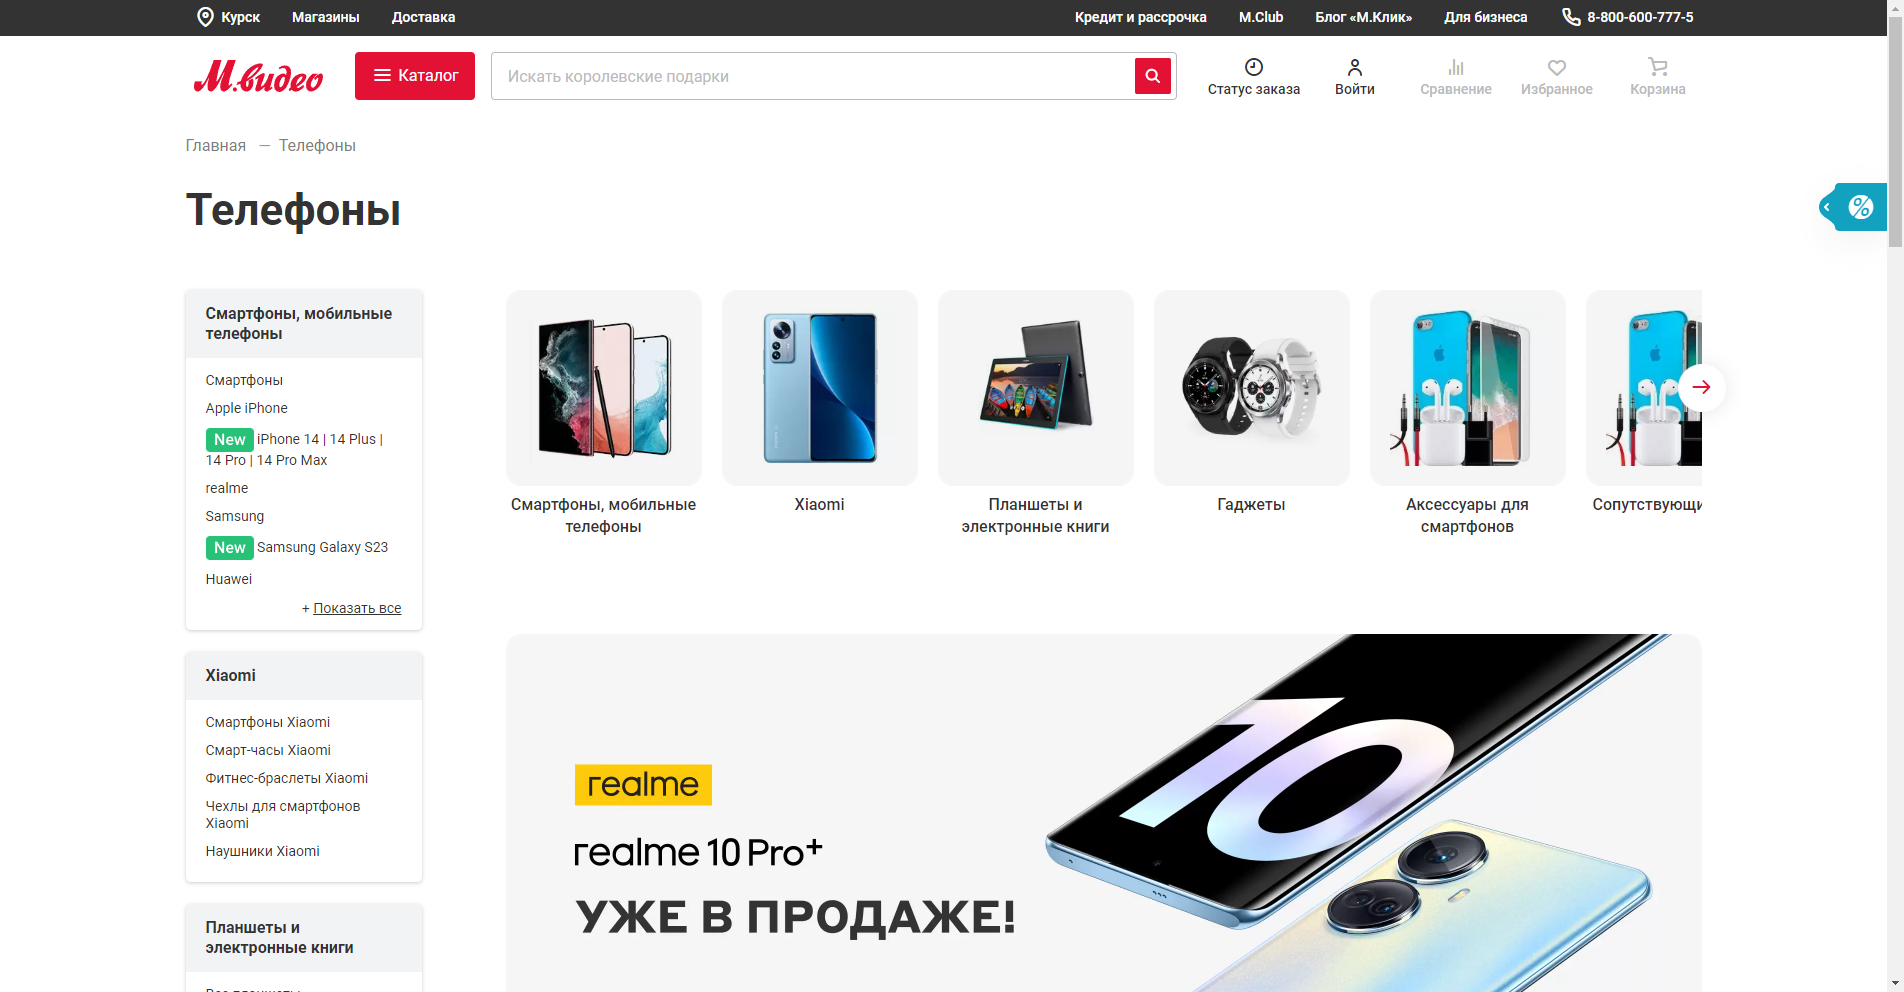 Курск
Магазины
Доставка
Кредит и рассрочка
M.Club
Блог «М.Клик»
Для бизнеса
8-800-600-777-5
М.видео
Каталог
Искать королевские подарки
Статус заказа
Войти
Сравнение
Избранное
Корзина
Главная — Телефоны
Телефоны
Смартфоны, мобильные
телефоны
Смартфоны
Apple iPhone
New iPhone 14 | 14 Plus |
14 Pro | 14 Pro Max
realme
Samsung
New Samsung Galaxy S23
Huawei
+ Показать все
Xiaomi
Смартфоны Xiaomi
Смарт-часы Xiaomi
Фитнес-браслеты Xiaomi
Чехлы для смартфонов
Xiaomi
Наушники Xiaomi
Планшеты и
электронные книги
Смартфоны, мобильные
телефоны
Xiaomi
Планшеты и
электронные книги
Гаджеты
Аксессуары для
смартфонов
Сопутствующи
%
realme
realme 10 Pro+
УЖЕ В ПРОДАЖЕ!
10